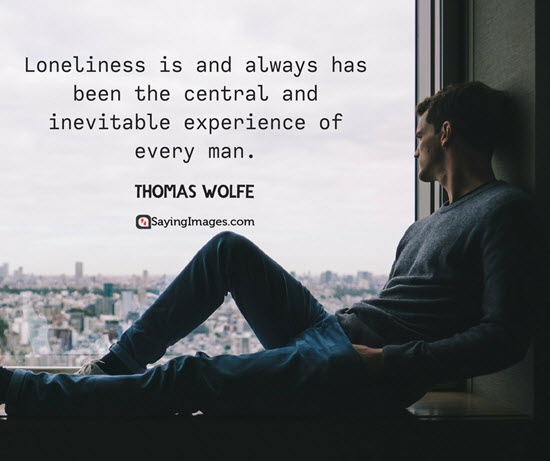 Loneliness is and always has
been the central and
inevitable experience of
every man.
THOMAS WOLFE
SayingImages.com